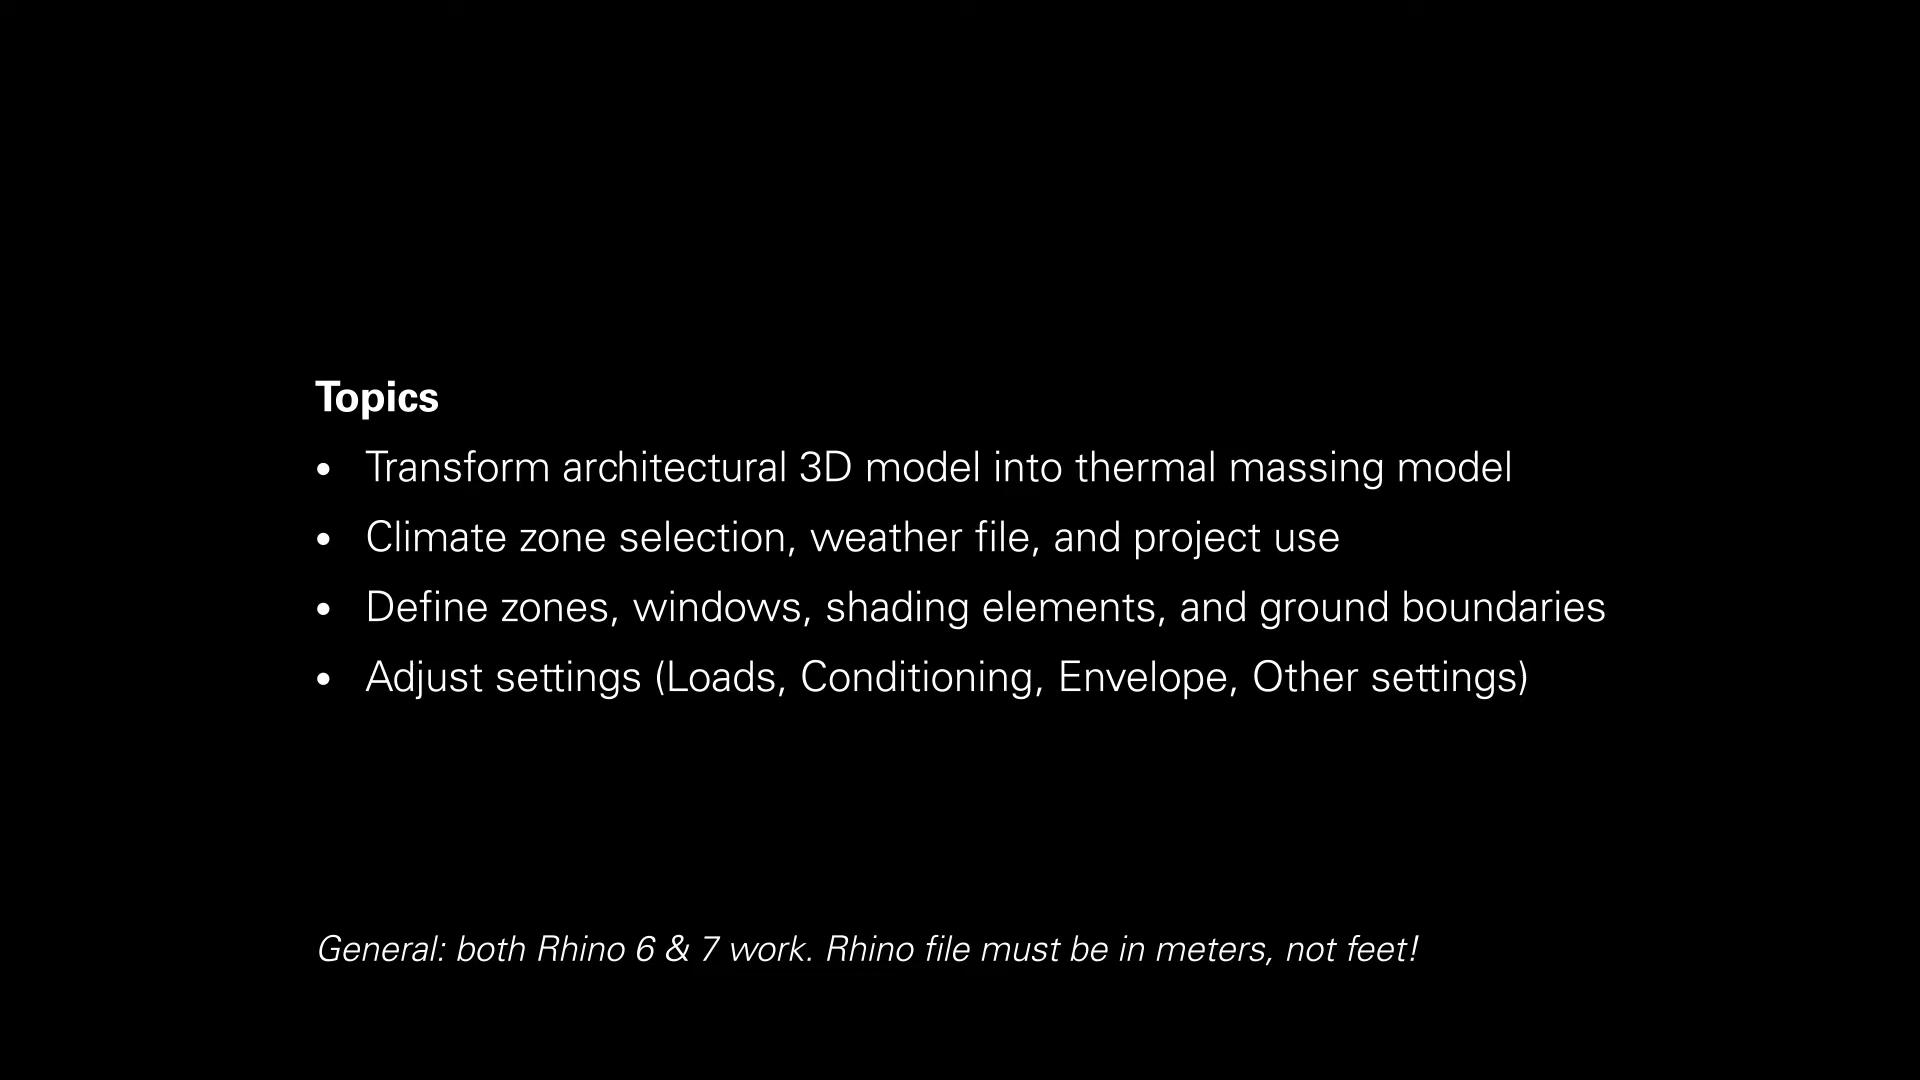 Topics
• Transform architectural 3D model into thermal massing model
• Climate zone selection, weather file, and project use
• Define zones, windows, shading elements, and ground boundaries
• Adjust settings (Loads, Conditioning, Envelope, Other settings)
General: both Rhino 6 & 7 work. Rhino file must be in meters, not feet!